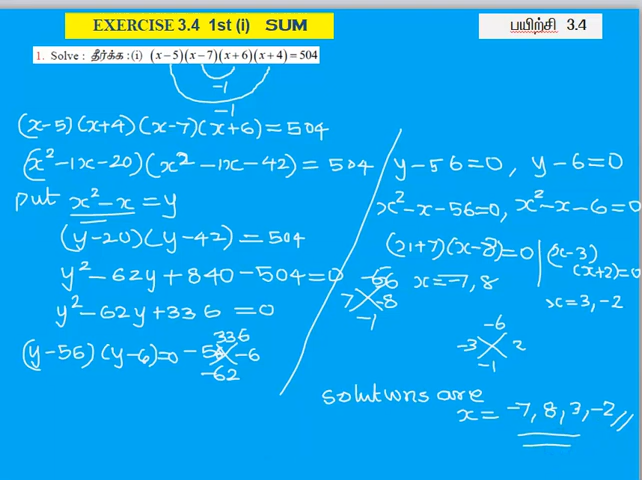 EXERCISE 3.4 1st (i) SUM
பயிற்சி 3.4
1. Solve : தீர்க்க : (i) (x−5)(x−7)(x+6)(x+4)=504
−1
−1
(x−5)(x+4)(x−7)(x+6)=504
(x²−1x−20)(x²−1x−42)=504
put x²−x=y
(y−20)(y−42)=504
y²−62y+840−504=0
y²−62y+336=0
(y−56)(y−6)=0
336
−56 −6
−62
y−56=0, y−6=0
x²−x−56=0, x²−x−6=0
(x+7)(x−8)=0 | (x−3)(x+2)=0
x=−7,8
x=3,−2
−56
7 −8
−1
−6
−3 2
−1
solutions are
x=−7,8,3,−2//